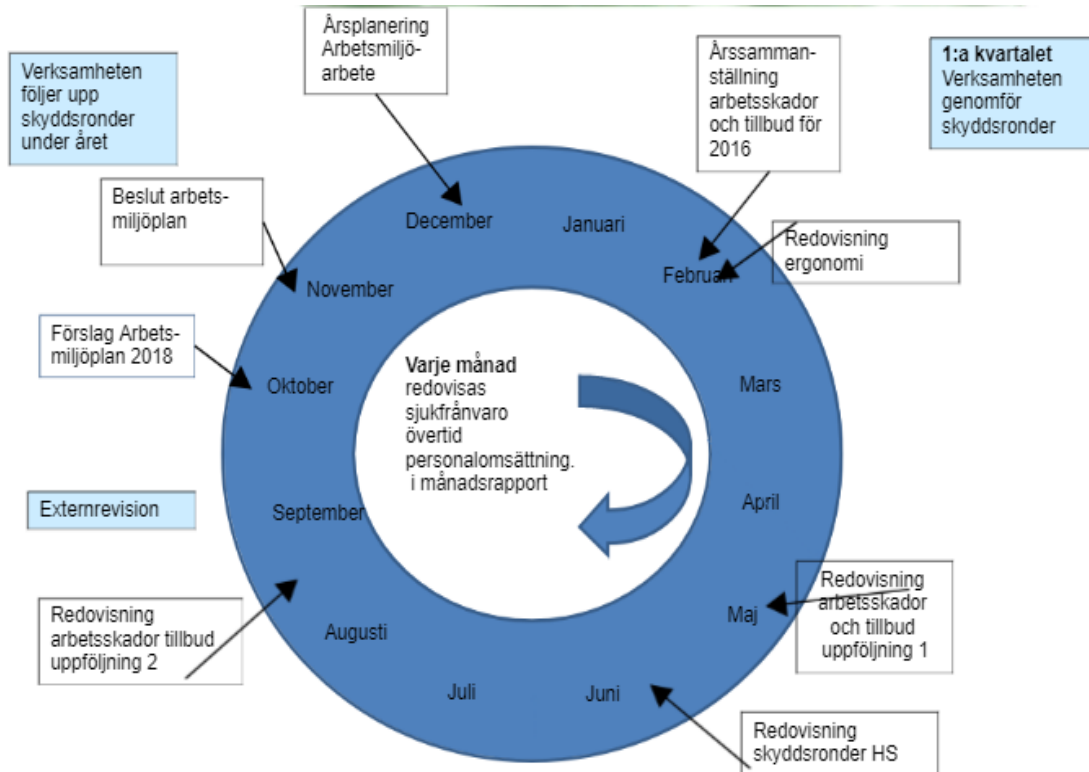 Årsplanering
Arbetsmiljö-
arbete
Årssamman-
ställning
arbetsskador
och tillbud för
2016
1:a kvartalet
Verksamheten
genomför
skyddsronder
Verksamheten
följer upp
skyddsronder
under året
Beslut arbets-
miljöplan
December
Januari
Redovisning
ergonomi
Februari
November
Förslag Arbets-
miljöplan 2018
Oktober
Varje månad
redovisas
sjukfrånvaro
övertid
personalomsättning.
i månadsrapport
Mars
Externrevision
September
April
Redovisning
arbetsskador
och tillbud
uppföljning 1
Maj
Redovisning
arbetsskador tillbud
uppföljning 2
Augusti
Juli
Juni
Redovisning
skyddsronder HS